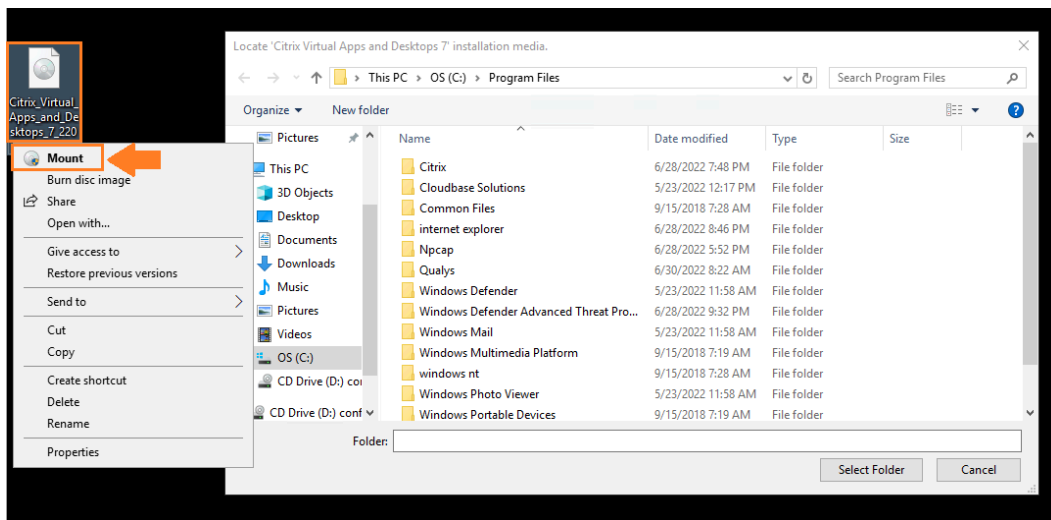 Citrix_Virtual_
Apps_and_De
sktops_7_220
Mount
Burn disc image
Share
Open with...
Give access to
Restore previous versions
Send to
Cut
Copy
Create shortcut
Delete
Rename
Properties
Locate 'Citrix Virtual Apps and Desktops 7' installation media.
This PC > OS (C:) > Program Files
Search Program Files
Organize
New folder
Pictures
This PC
3D Objects
Desktop
Documents
Downloads
Music
Pictures
Videos
OS (C:)
CD Drive (D:) co
CD Drive (D:) conf
Name Date modified Type Size
Citrix 6/28/2022 7:48 PM File folder
Cloudbase Solutions 5/23/2022 12:17 PM File folder
Common Files 9/15/2018 7:28 AM File folder
internet explorer 6/28/2022 8:46 PM File folder
Npcap 6/28/2022 5:52 PM File folder
Qualys 6/30/2022 8:22 AM File folder
Windows Defender 5/23/2022 11:58 AM File folder
Windows Defender Advanced Threat Pro... 6/28/2022 9:32 PM File folder
Windows Mail 5/23/2022 11:58 AM File folder
Windows Multimedia Platform 9/15/2018 7:19 AM File folder
windows nt 9/15/2018 7:28 AM File folder
Windows Photo Viewer 5/23/2022 11:58 AM File folder
Windows Portable Devices 9/15/2018 7:19 AM File folder
Folder:
Select Folder
Cancel